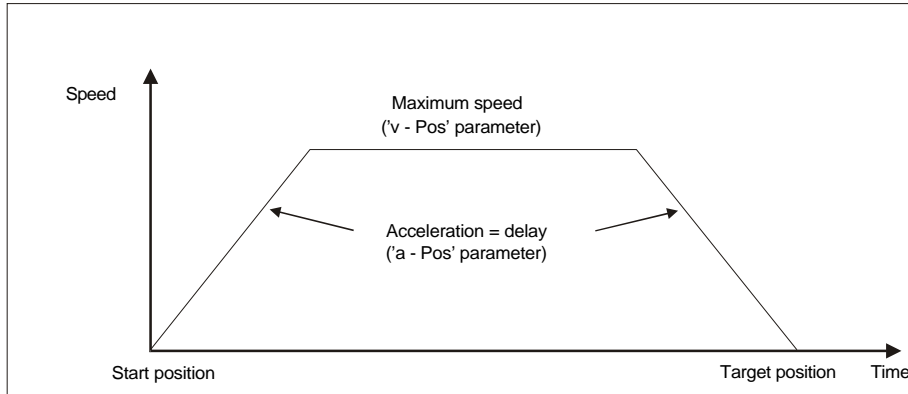 Speed
Maximum speed
('v - Pos' parameter)
Acceleration = delay
('a - Pos' parameter)
Start position
Target position
Time